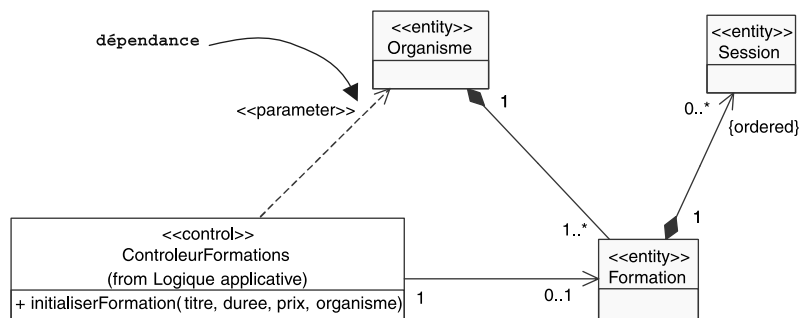 dépendance
<<entity>>
Organisme
<<entity>>
Session
<<parameter>>
1
0..*
{ordered}
<<control>>
ControleurFormations
(from Logique applicative)
+ initialiserFormation(titre, duree, prix, organisme)
1
0..1
1..*
1
<<entity>>
Formation